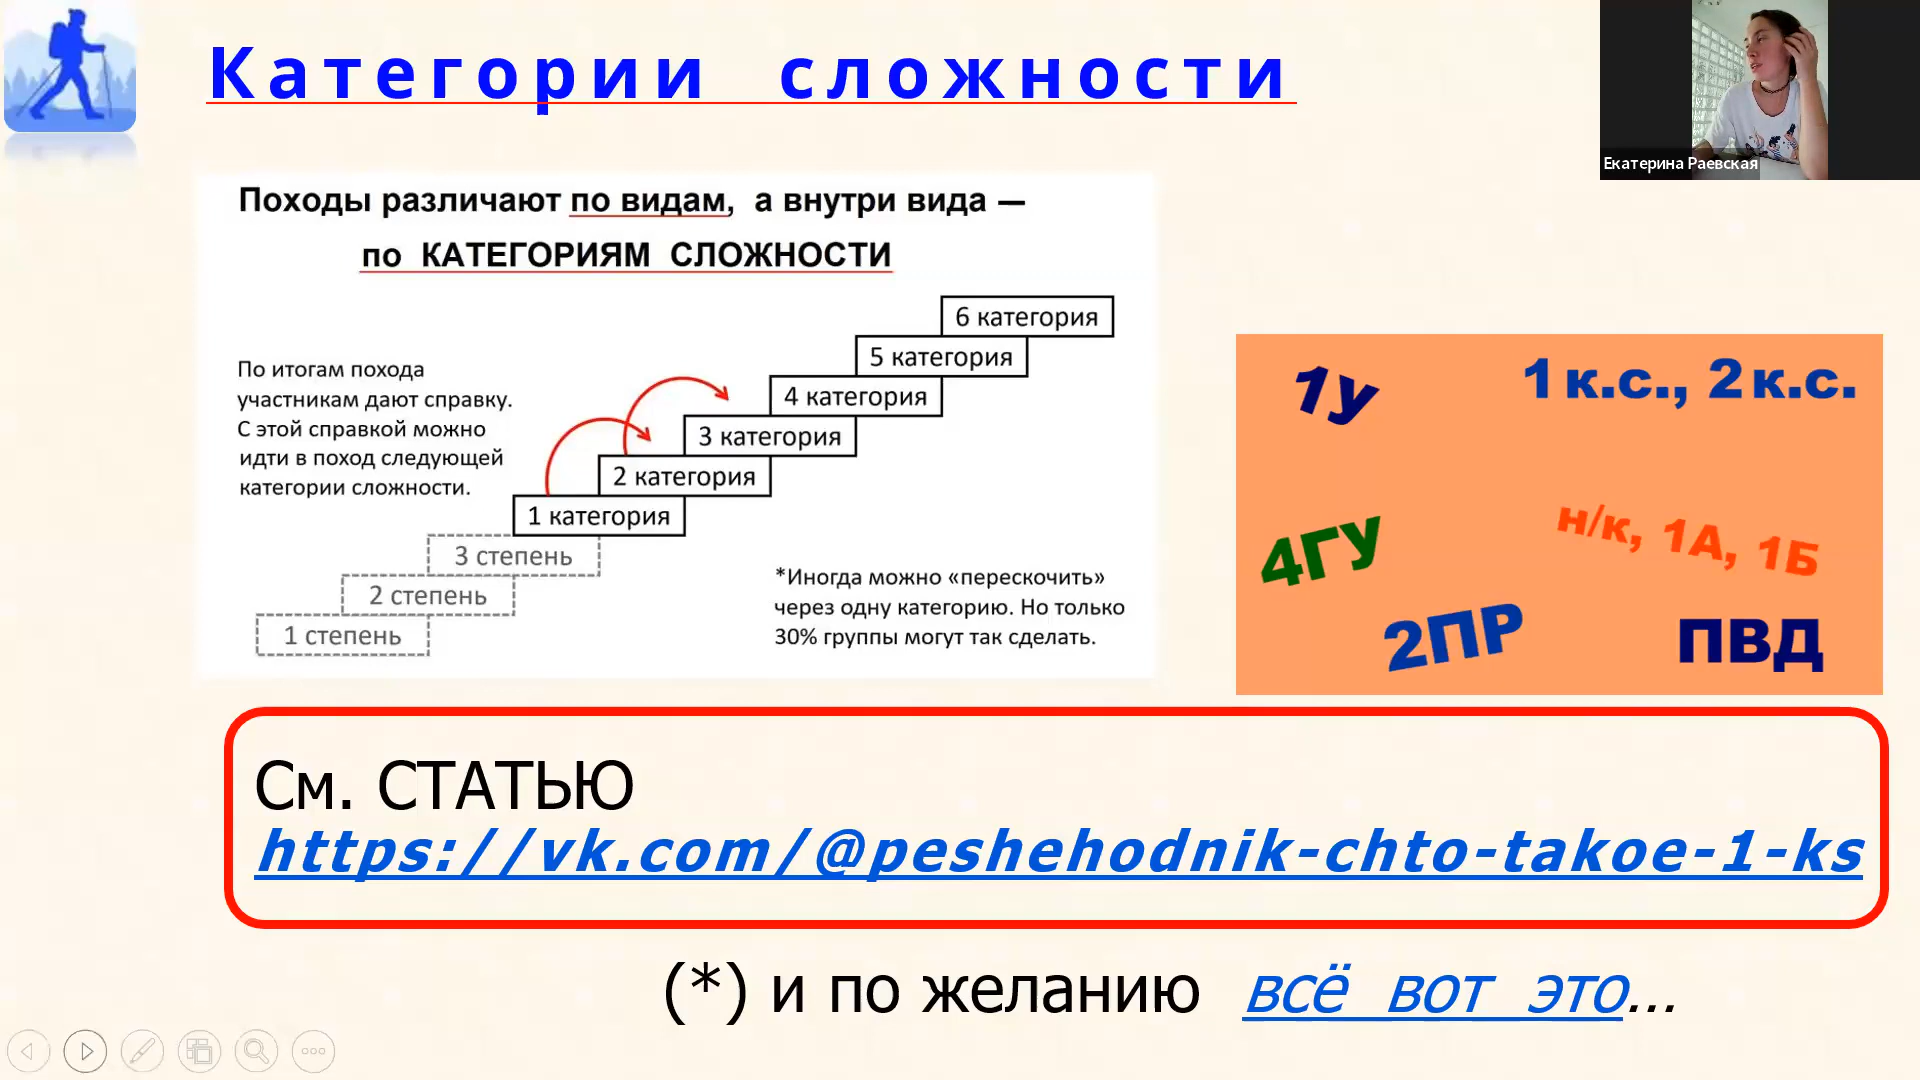 Категории сложности
Екатерина Раевская
Походы различают по видам, а внутри вида —
по КАТЕГОРИЯМ СЛОЖНОСТИ
По итогам похода
участникам дают справку.
С этой справкой можно
идти в поход следующей
категории сложности.
6 категория
5 категория
4 категория
3 категория
2 категория
1 категория
3 степень
2 степень
1 степень
*Иногда можно «перескочить»
через одну категорию. Но только
30% группы могут так сделать.
1У
1 к.с., 2 к.с.
4ГУ
н/к, 1А, 1Б
2ПР
ПВД
См. СТАТЬЮ
https://vk.com/@peshehodnik-chto-takoe-1-ks
(*) и по желанию всё вот это...